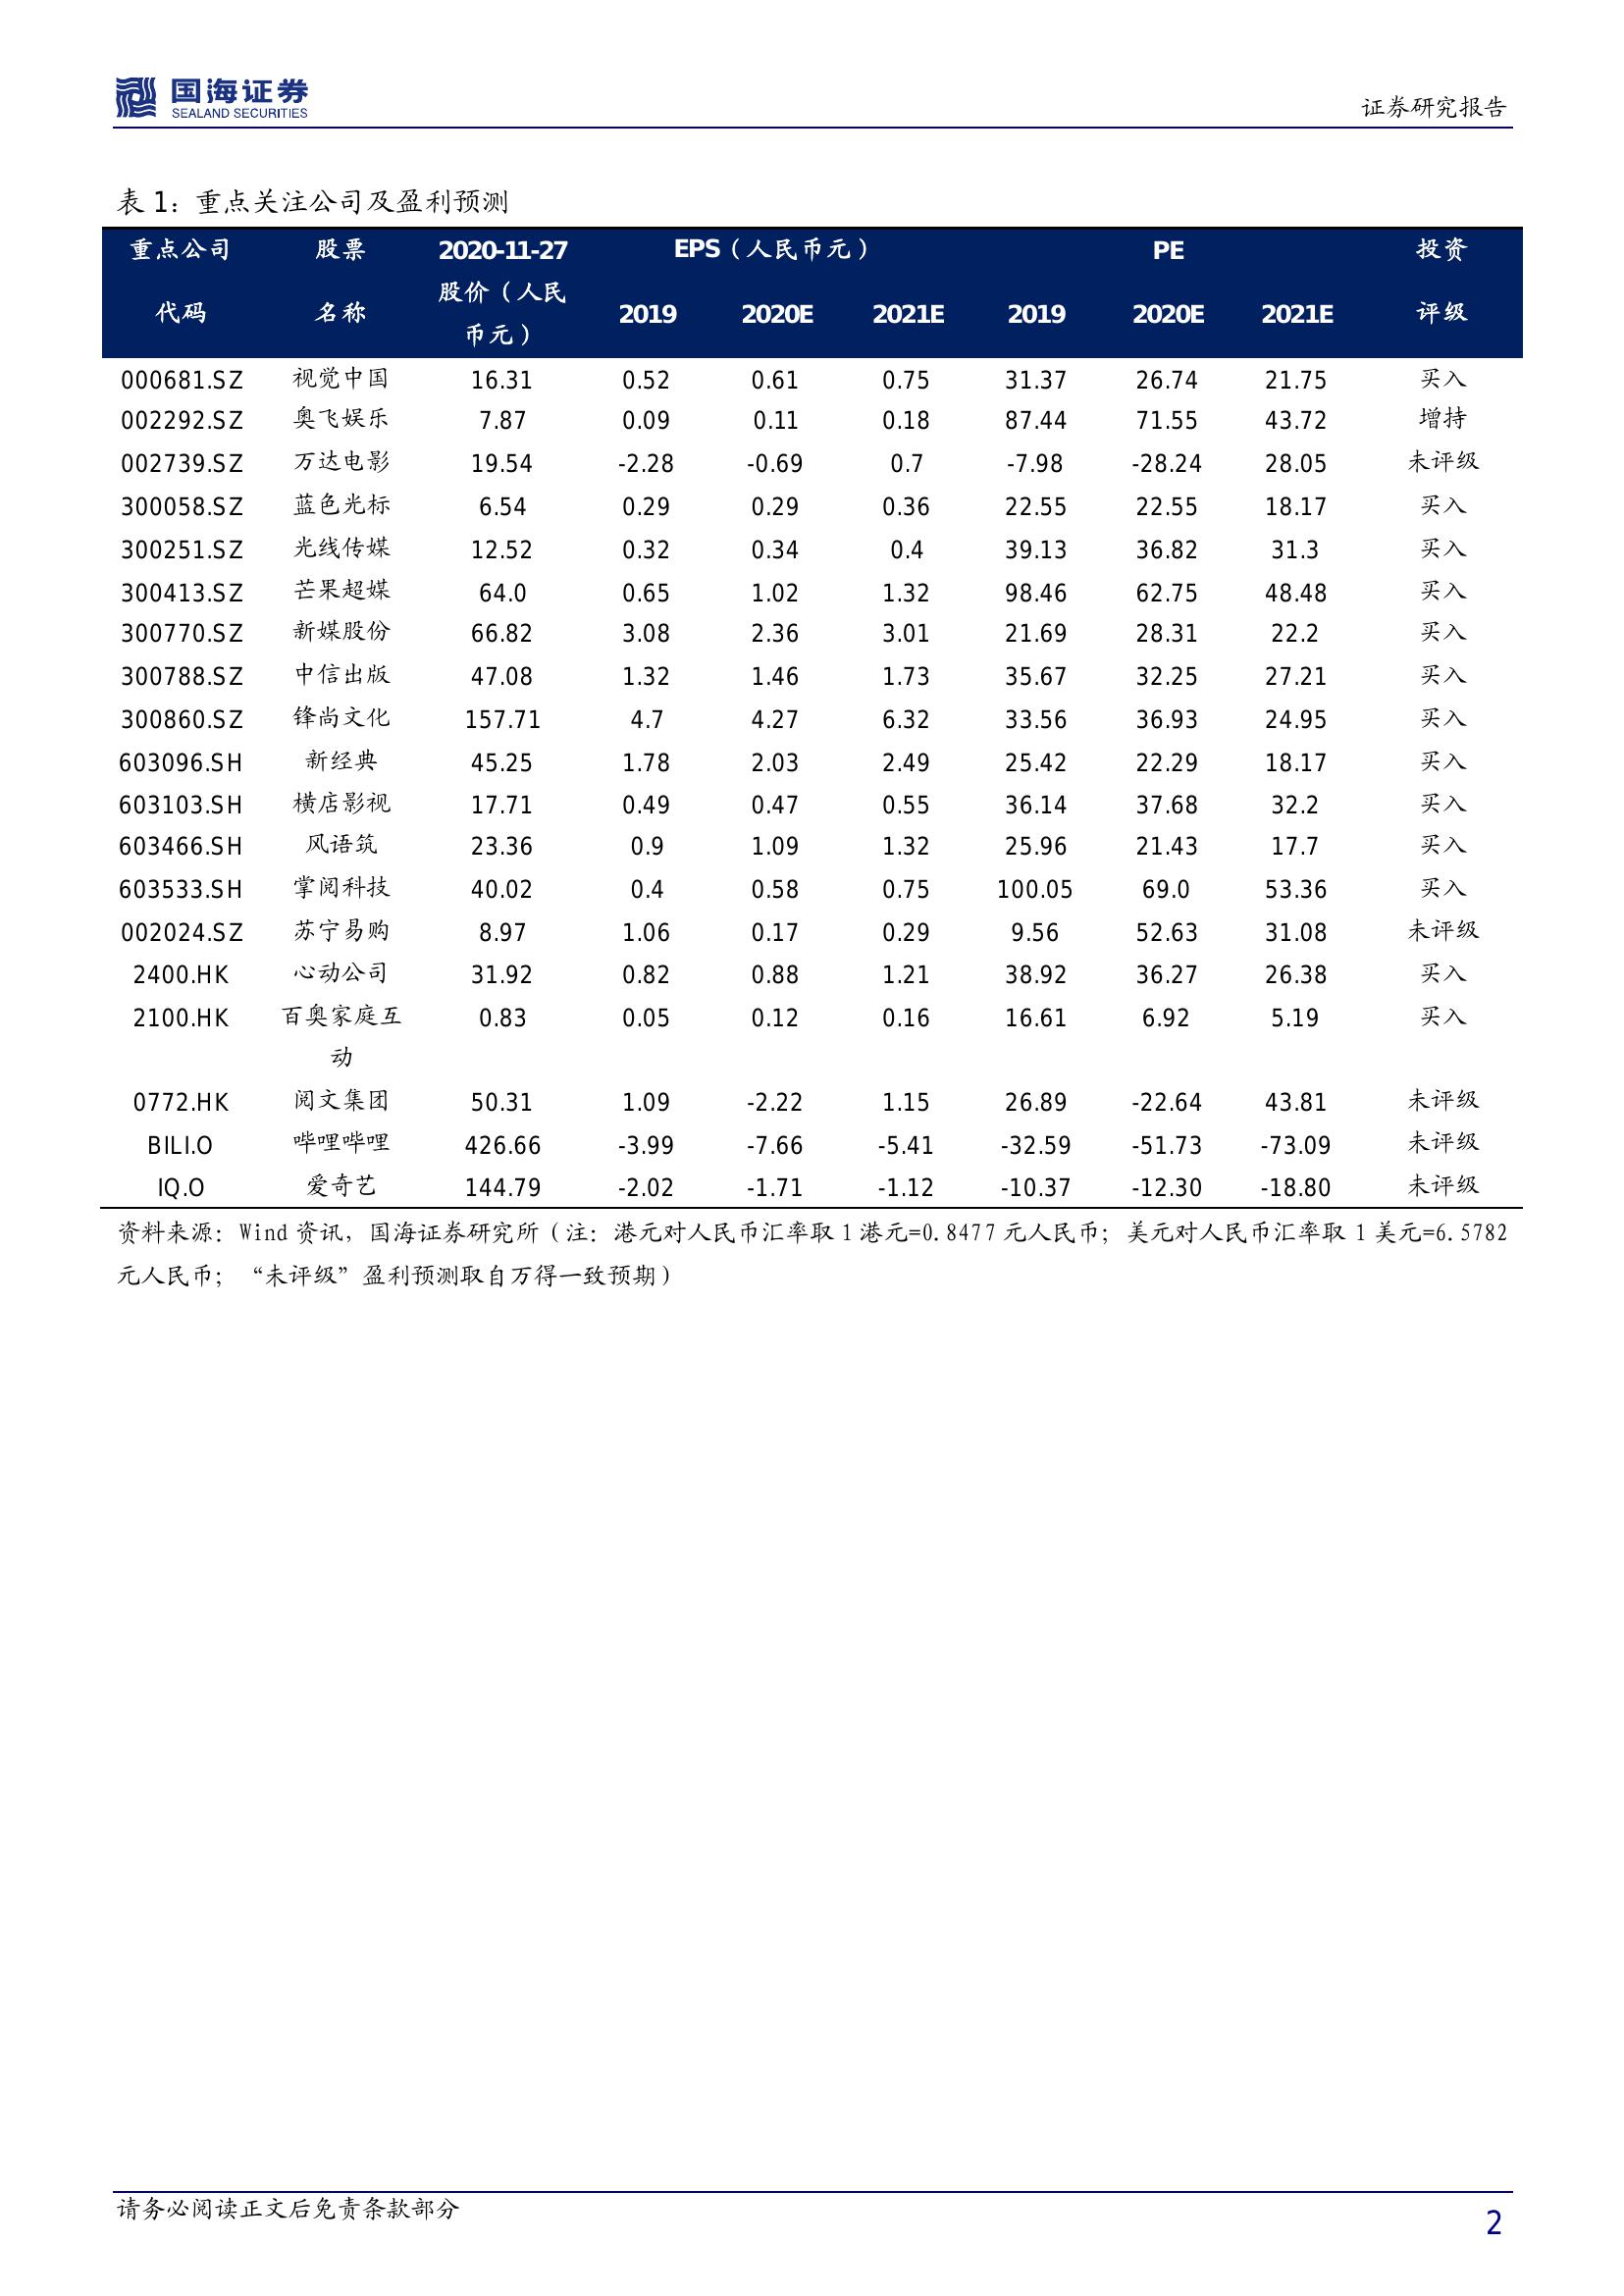 国海证券
SEALAND SECURITIES
证券研究报告
表 1：重点关注公司及盈利预测
重点公司 股票 2020-11-27 EPS（人民币元） PE 投资
代码 名称 股价（人民币元） 2019 2020E 2021E 2019 2020E 2021E 评级
000681.SZ 视觉中国 16.31 0.52 0.61 0.75 31.37 26.74 21.75 买入
002292.SZ 奥飞娱乐 7.87 0.09 0.11 0.18 87.44 71.55 43.72 增持
002739.SZ 万达电影 19.54 -2.28 -0.69 0.7 -7.98 -28.24 28.05 未评级
300058.SZ 蓝色光标 6.54 0.29 0.29 0.36 22.55 22.55 18.17 买入
300251.SZ 光线传媒 12.52 0.32 0.34 0.4 39.13 36.82 31.3 买入
300413.SZ 芒果超媒 64.0 0.65 1.02 1.32 98.46 62.75 48.48 买入
300770.SZ 新媒股份 66.82 3.08 2.36 3.01 21.69 28.31 22.2 买入
300788.SZ 中信出版 47.08 1.32 1.46 1.73 35.67 32.25 27.21 买入
300860.SZ 锋尚文化 157.71 4.7 4.27 6.32 33.56 36.93 24.95 买入
603096.SH 新经典 45.25 1.78 2.03 2.49 25.42 22.29 18.17 买入
603103.SH 横店影视 17.71 0.49 0.47 0.55 36.14 37.68 32.2 买入
603466.SH 风语筑 23.36 0.9 1.09 1.32 25.96 21.43 17.7 买入
603533.SH 掌阅科技 40.02 0.4 0.58 0.75 100.05 69.0 53.36 买入
002024.SZ 苏宁易购 8.97 1.06 0.17 0.29 9.56 52.63 31.08 未评级
2400.HK 心动公司 31.92 0.82 0.88 1.21 38.92 36.27 26.38 买入
2100.HK 百奥家庭互 0.83 0.05 0.12 0.16 16.61 6.92 5.19 买入
动
0772.HK 阅文集团 50.31 1.09 -2.22 1.15 26.89 -22.64 43.81 未评级
BILI.O 哔哩哔哩 426.66 -3.99 -7.66 -5.41 -32.59 -51.73 -73.09 未评级
IQ.O 爱奇艺 144.79 -2.02 -1.71 -1.12 -10.37 -12.30 -18.80 未评级
资料来源：Wind 资讯，国海证券研究所（注：港元对人民币汇率取 1 港元=0.8477 元人民币；美元对人民币汇率取 1 美元=6.5782
元人民币；“未评级”盈利预测取自万得一致预期）
请务必阅读正文后免责条款部分
2